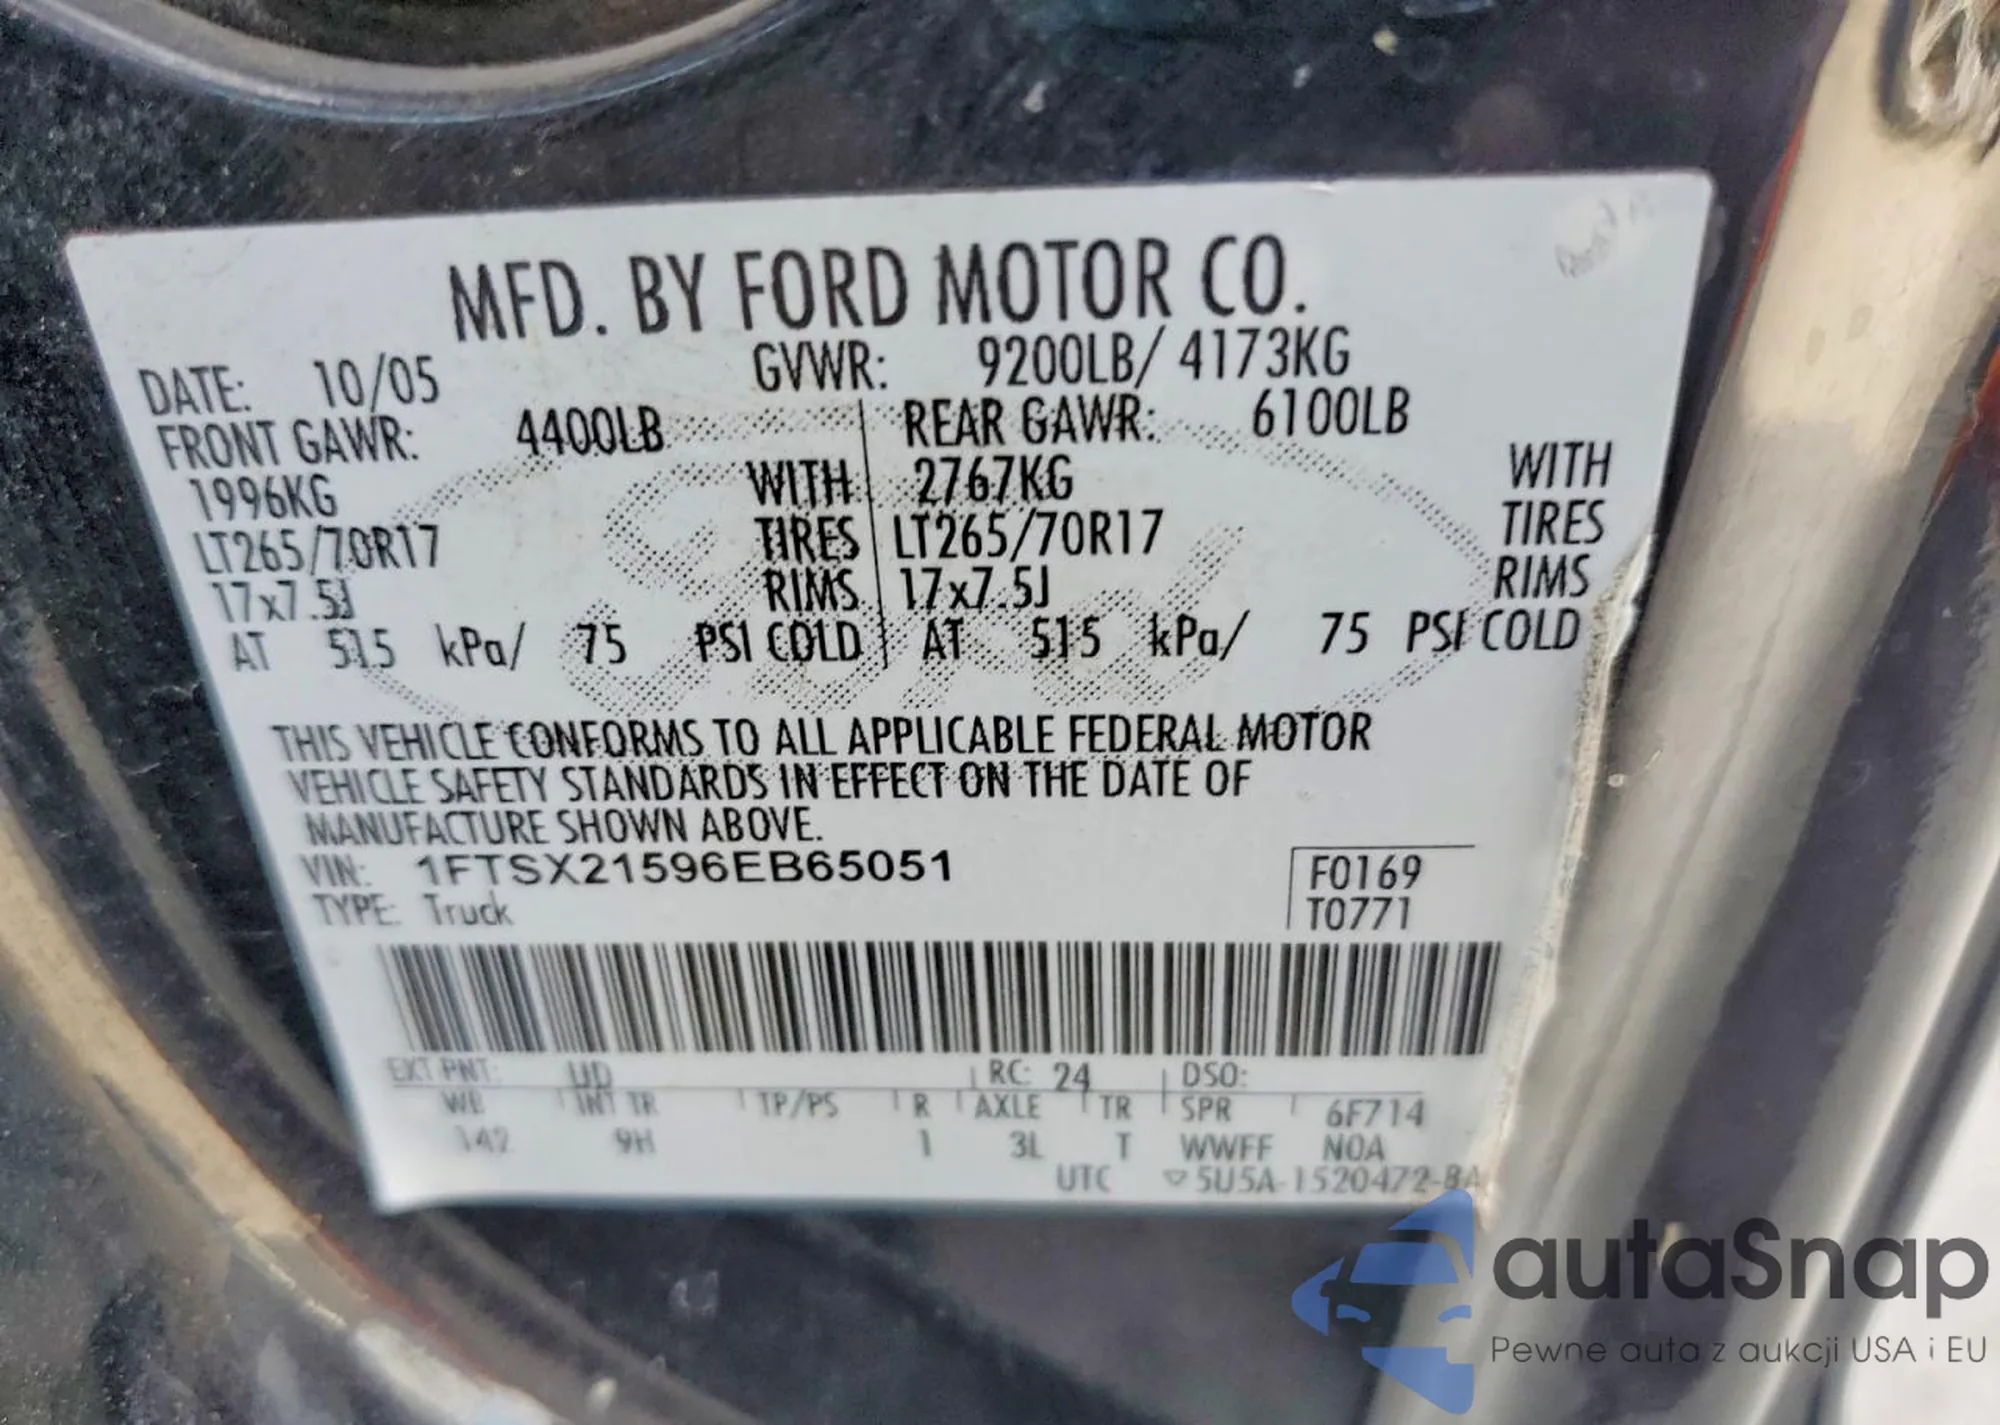 MFD. BY FORD MOTOR CO.
DATE: 10/05 GVWR: 9200LB/ 4173KG
FRONT GAWR: 4400LB REAR GAWR: 6100LB
1996KG WITH 2767KG WITH
LT265/70R17 TIRES LT265/70R17 TIRES
17x7.5J RIMS 17x7.5J RIMS
AT 515 kPa/ 75 PSI COLD AT 515 kPa/ 75 PSI COLD
THIS VEHICLE CONFORMS TO ALL APPLICABLE FEDERAL MOTOR
VEHICLE SAFETY STANDARDS IN EFFECT ON THE DATE OF
MANUFACTURE SHOWN ABOVE.
VIN: 1FTSX21596EB65051 F0169
TYPE: Truck T0771
EXT PNT: RC: 24 DSO:
WB INT TR TP/PS R AXLE TR SPR 6F714
142 9H 1 3L T WWFF NOA
UTC ▽5U5A-1520472-BA
autaSnap
Pewne auta z aukcji USA i EU